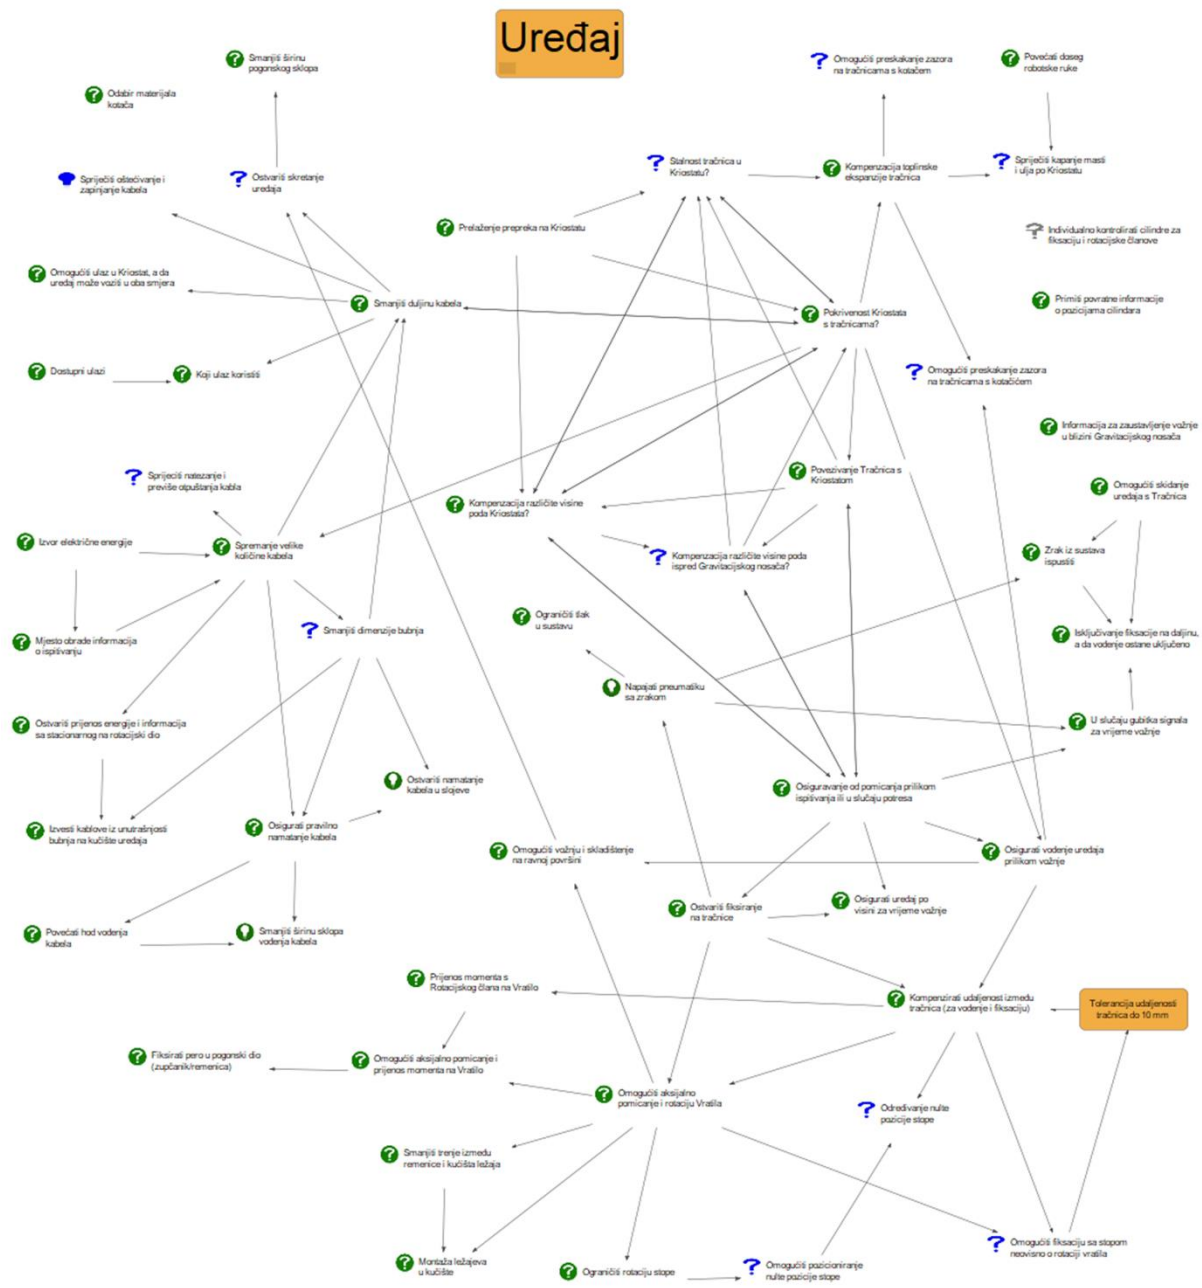 Uređaj
Smanjiti širinu
pogonskog sklopa
Omogućiti preskakanje zazora
na tračnicama s kotačem
Povećati doseg
robotske ruke
Odabir materijala
kotača
Spriječiti oštećivanje i
zapinjanje kabela
Ostvariti skretanje
uređaja
Stalnost tračnica u
Kriostatu?
Kompenzacija toplinske
ekspanzije tračnica
Spriječiti kapanje masti
i ulja po Kriostatu
Prelaženje prepreka na Kriostatu
Individualno kontrolirati cilindre za
fiksaciju i rotacijske članove
Omogućiti ulaz u Kriostat, a da
uređaj može voziti u oba smjera
Smanjiti duljinu kabela
Pokrivenost Kriostata
s tračnicama?
Primiti povratne informacije
o pozicijama cilindara
Dostupni ulazi
Koji ulaz koristiti
Omogućiti preskakanje zazora
na tračnicama s kotačićem
Informacija za zaustavljenje vožnje
u blizini Gravitacijskog nosača
Spriječiti natezanje i
previše otpuštanja kabla
Kompenzacija različite visine
poda Kriostata?
Povezivanje Tračnica s
Kriostatom
Omogućiti skidanje
uređaja s Tračnica
Izvor električne energije
Spremanje velike
količine kabela
Kompenzacija različite visine poda
ispred Gravitacijskog nosača?
Zrak iz sustava
ispustiti
Mjesto obrade informacija
o ispitivanju
Smanjiti dimenzije bubnja
Ograničiti tlak
u sustavu
Isključivanje fiksacije na daljinu,
a da vođenje ostane uključeno
Napajati pneumatiku
sa zrakom
Ostvariti prijenos energije i informacija
sa stacionarnog na rotacijski dio
U slučaju gubitka signala
za vrijeme vožnje
Ostvariti namatanje
kabela u slojeve
Osiguravanje od pomicanja prilikom
ispitivanja ili u slučaju potresa
Izvesti kablove iz unutrašnjosti
bubnja na kućište uređaja
Osigurati pravilno
namatanje kabela
Omogućiti vožnju i skladištenje
na ravnoj površini
Osigurati vođenje uređaja
prilikom vožnje
Ostvariti fiksiranje
na tračnice
Osigurati uređaj po
visini za vrijeme vožnje
Povećati hod vođenja
kabela
Smanjiti širinu sklopa
vođenja kabela
Prijenos momenta s
Rotacijskog člana na Vratilo
Kompenzirati udaljenost između
tračnica (za vođenje i fiksaciju)
Tolerancija udaljenosti
tračnica do 10 mm
Fiksirati pero u pogonski dio
(zupčanik/remenica)
Omogućiti aksijalno pomicanje i
prijenos momenta na Vratilo
Omogućiti aksijalno
pomicanje i rotaciju Vratila
Određivanje nulte
pozicije stope
Smanjiti trenje između
remenice i kućišta ležaja
Omogućiti fiksaciju sa stopom
neovisno o rotaciji vratila
Montaža ležajeva
u kućište
Ograničiti rotaciju stope
Omogućiti pozicioniranje
nulte pozicije stope